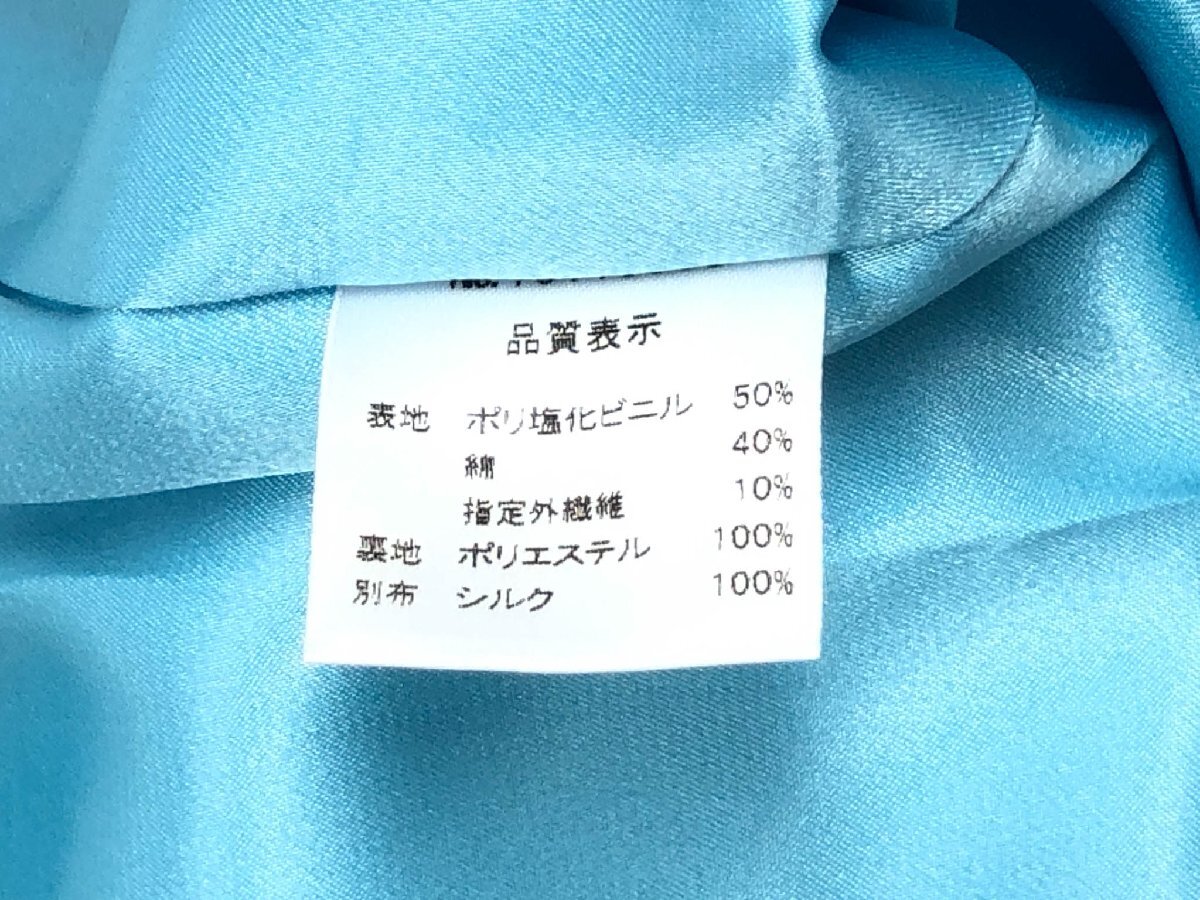 品質表示
表地 ポリ塩化ビニル 50%
綿 40%
指定外繊維 10%
裏地 ポリエステル 100%
別布 シルク 100%